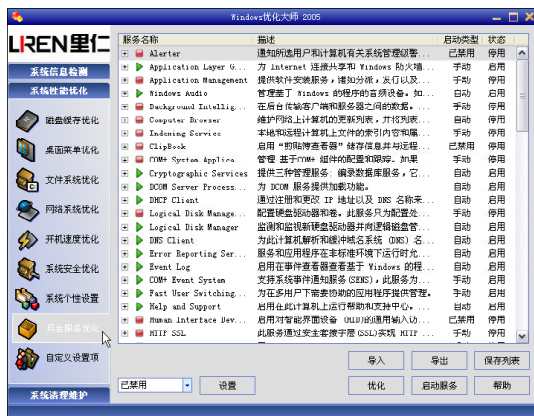 Windows优化大师 2005
LIREN里仁
系统信息检测
系统性能优化
磁盘缓存优化
桌面菜单优化
文件系统优化
网络系统优化
开机速度优化
系统安全优化
系统个性设置
后台服务优化
自定义设置项
系统清理维护
服务名称 描述 启动类型 状态
Alerter 通知所选用户和计算机有关系统管理级警... 已禁用 停用
Application Layer G... 为 Internet 连接共享和 Windows 防火墙... 手动 启用
Application Management 提供软件安装服务，诸如分派，发行以及... 手动 停用
Windows Audio 管理基于 Windows 的程序的音频设备。如... 自动 启用
Background Intellig... 在后台传输客户端和服务器之间的数据。... 手动 停用
Computer Browser 维护网络上计算机的更新列表，并将列表... 自动 停用
Indexing Service 本地和远程计算机上文件的索引内容和属... 手动 停用
ClipBook 启用“剪贴簿查看器”储存信息并与远程... 已禁用 停用
COM+ System Applica... 管理 基于COM+ 组件的配置和跟踪。如果 手动 停用
Cryptographic Services 提供三种管理服务: 编录数据库服务，它... 自动 启用
DCOM Server Process... 为 DCOM 服务提供加载功能。 自动 启用
DHCP Client 通过注册和更改 IP 地址以及 DNS 名称来... 自动 启用
Logical Disk Manage... 配置硬盘驱动器和卷。此服务只为配置处... 手动 停用
Logical Disk Manager 监测和监视新硬盘驱动器并向逻辑磁盘管... 自动 启用
DNS Client 为此计算机解析和缓冲域名系统 (DNS) 名... 自动 启用
Error Reporting Ser... 服务和应用程序在非标准环境下运行时允... 自动 启用
Event Log 启用在事件查看器查看基于 Windows 的程... 自动 启用
COM+ Event System 支持系统事件通知服务(SENS)，此服务为... 手动 启用
Fast User Switching... 为在多用户下需要协助的应用程序提供管理。 手动 启用
Help and Support 启用在此计算机上运行帮助和支持中心。... 自动 启用
Human Interface Dev... 启用对智能界面设备 (HID)的通用输入访... 已禁用 停用
HTTP SSL 此服务通过安全套接字层(SSL)实现 HTTP ... 手动 停用
导入 导出 保存列表
已禁用 设置 优化 启动服务 帮助